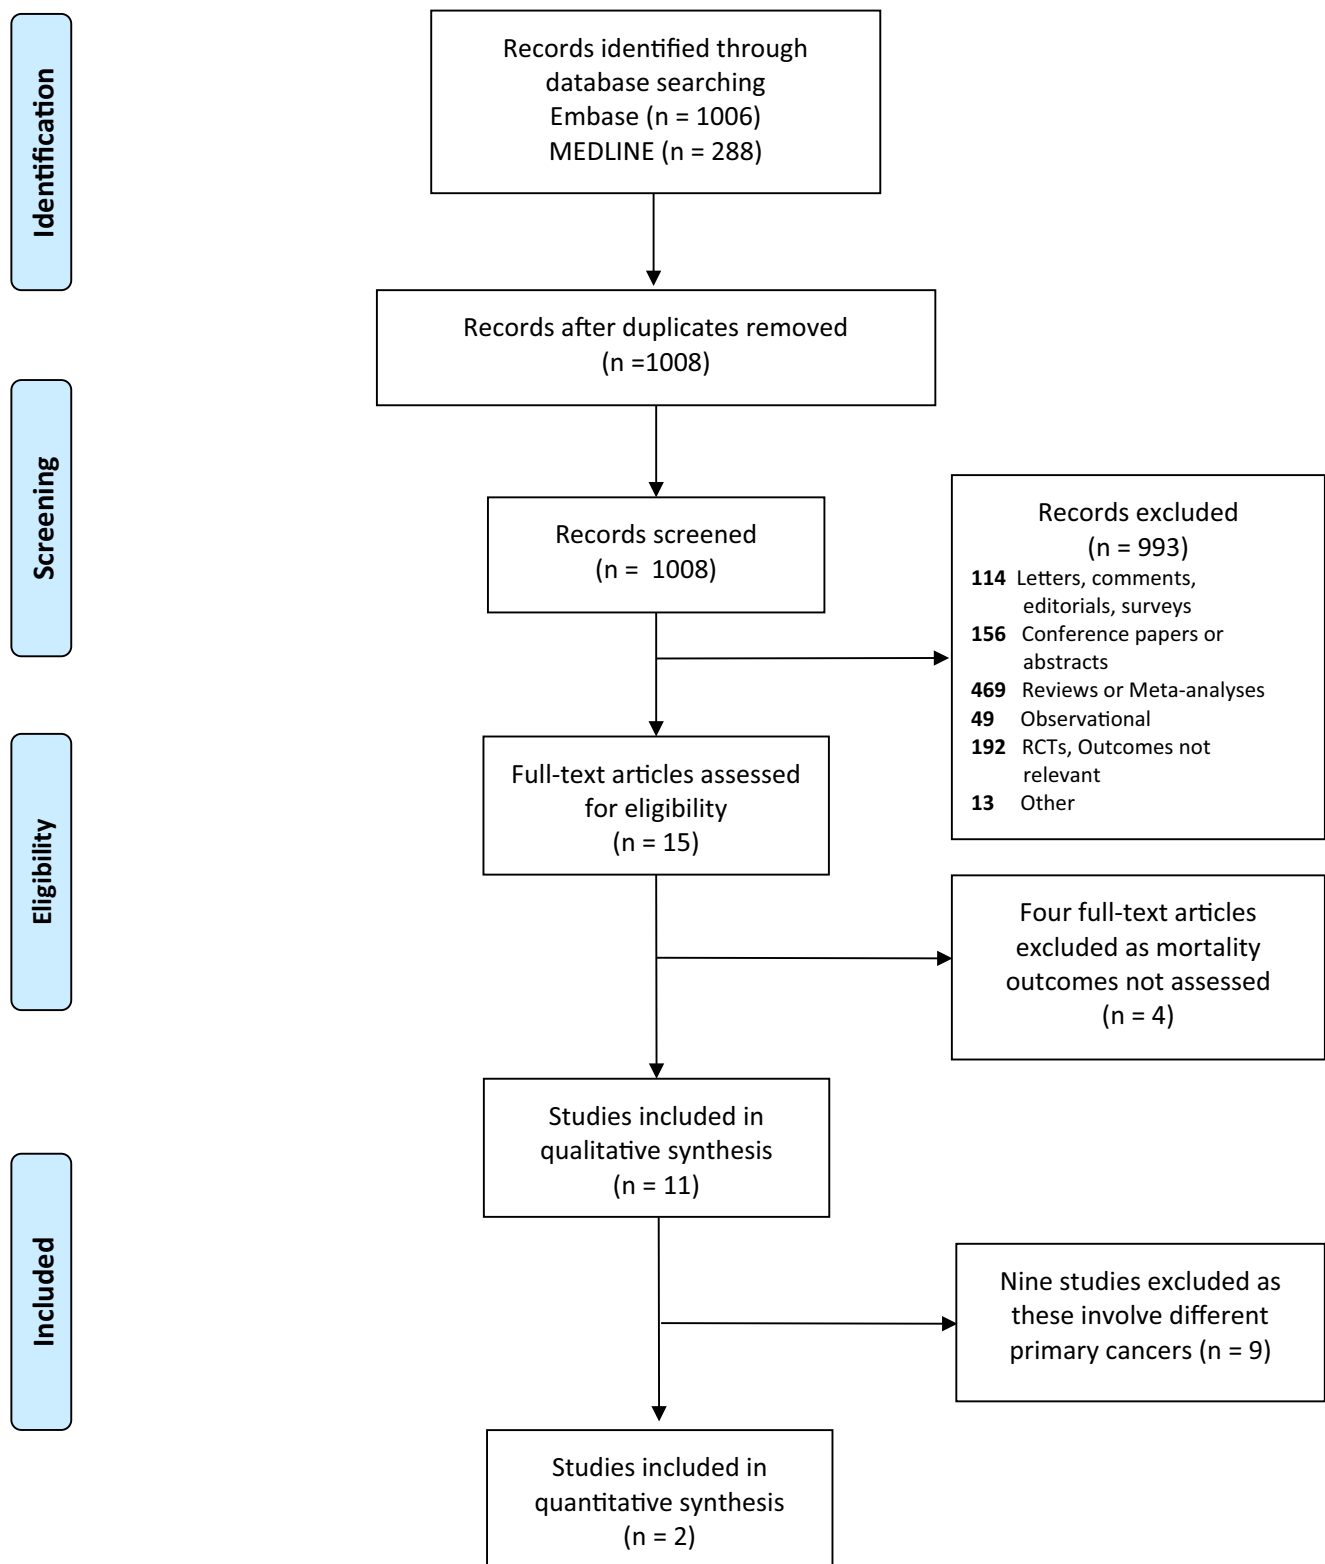 Identification
Records identified through
database searching
Embase (n = 1006)
MEDLINE (n = 288)
Records after duplicates removed
(n =1008)
Screening
Records screened
(n =  1008)
Records excluded
(n = 993)
114 Letters, comments,
editorials, surveys
156 Conference papers or
abstracts
469 Reviews or Meta-analyses
49 Observational
192 RCTs, Outcomes not
relevant
13 Other
Eligibility
Full-text articles assessed
for eligibility
(n = 15)
Four full-text articles
excluded as mortality
outcomes not assessed
(n = 4)
Studies included in
qualitative synthesis
(n = 11)
Included
Nine studies excluded as
these involve different
primary cancers (n = 9)
Studies included in
quantitative synthesis
(n = 2)